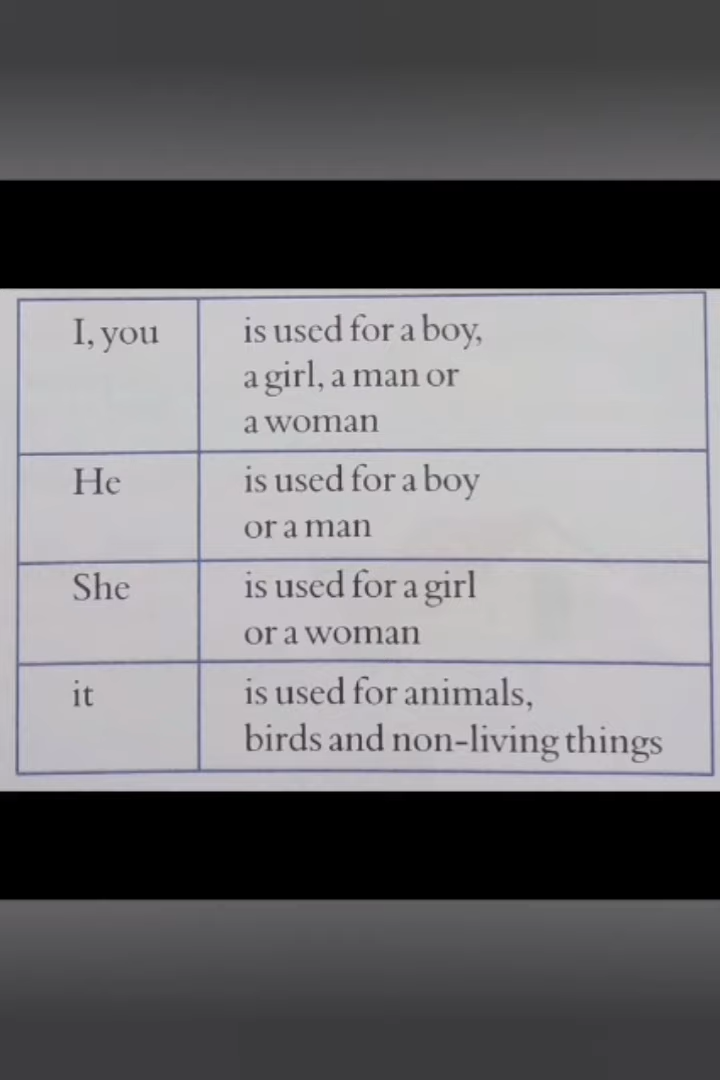 I, you is used for a boy,
a girl, a man or
a woman
He is used for a boy
or a man
She is used for a girl
or a woman
it is used for animals,
birds and non-living things